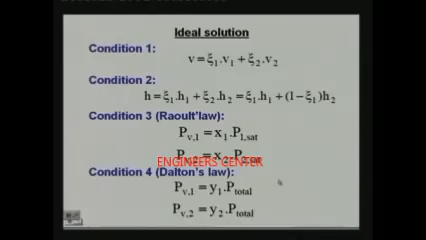 Ideal solution
Condition 1:
v = ξ₁.v₁ + ξ₂.v₂
Condition 2:
h = ξ₁.h₁ + ξ₂.h₂ = ξ₁.h₁ + (1 − ξ₁)h₂
Condition 3 (Raoult'law):
Pᵥ,₁ = x₁.P₁,sat
ENGINEERS CENTER
Condition 4 (Dalton's law):
Pᵥ,₁ = y₁.Ptotal
Pᵥ,₂ = y₂.Ptotal